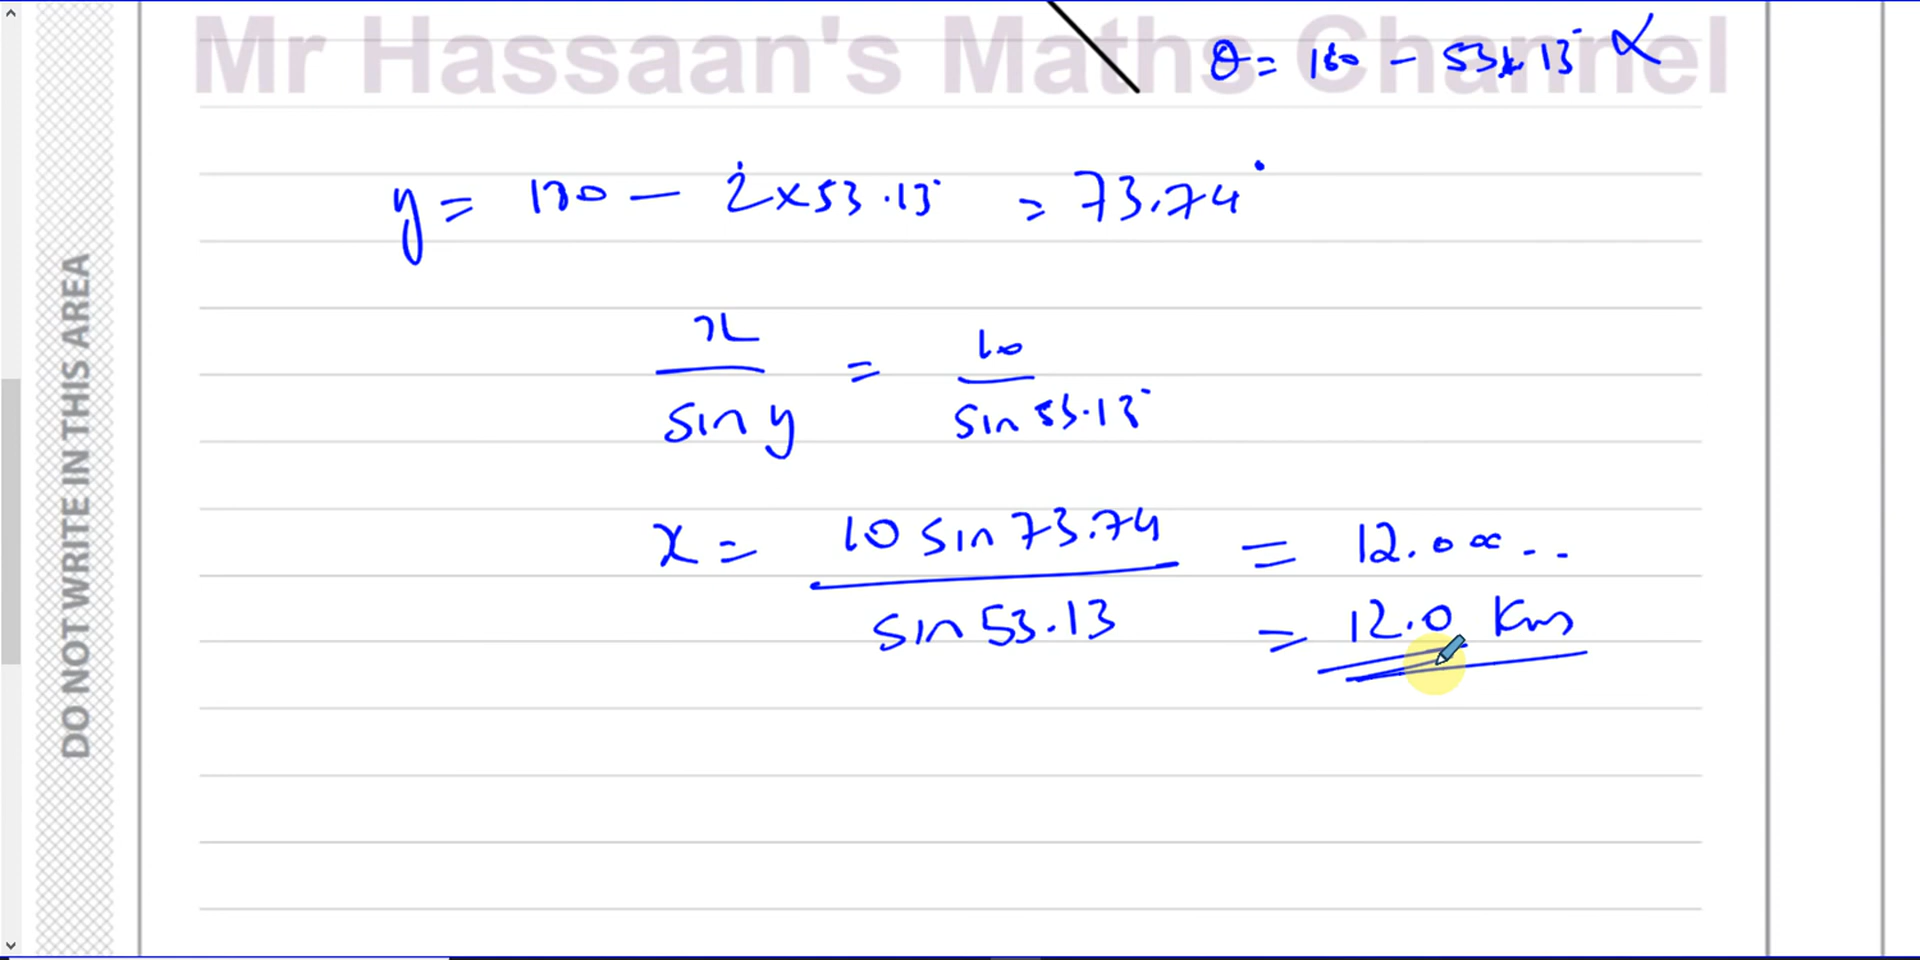 Mr Hassaan's Maths Channel
θ = 180 - 53.13° α
y = 180 - 2×53.13° = 73.74°
x / sin y = 10 / sin 53.13°
x = 10 sin 73.74 / sin 53.13 = 12.00...
= 12.0 Km
DO NOT WRITE IN THIS AREA